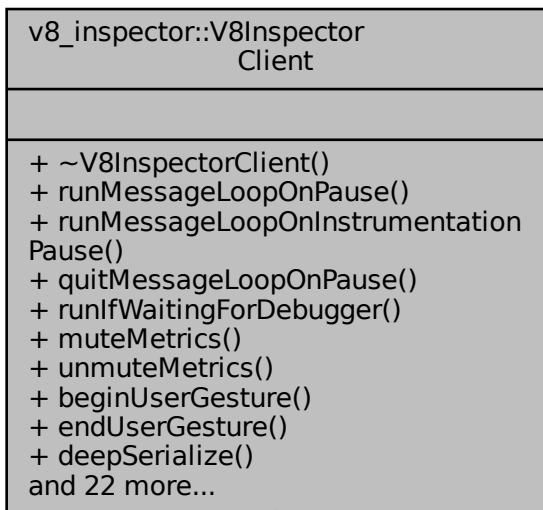 v8_inspector::V8Inspector
Client
+ ~V8InspectorClient()
+ runMessageLoopOnPause()
+ runMessageLoopOnInstrumentation
Pause()
+ quitMessageLoopOnPause()
+ runIfWaitingForDebugger()
+ muteMetrics()
+ unmuteMetrics()
+ beginUserGesture()
+ endUserGesture()
+ deepSerialize()
and 22 more...